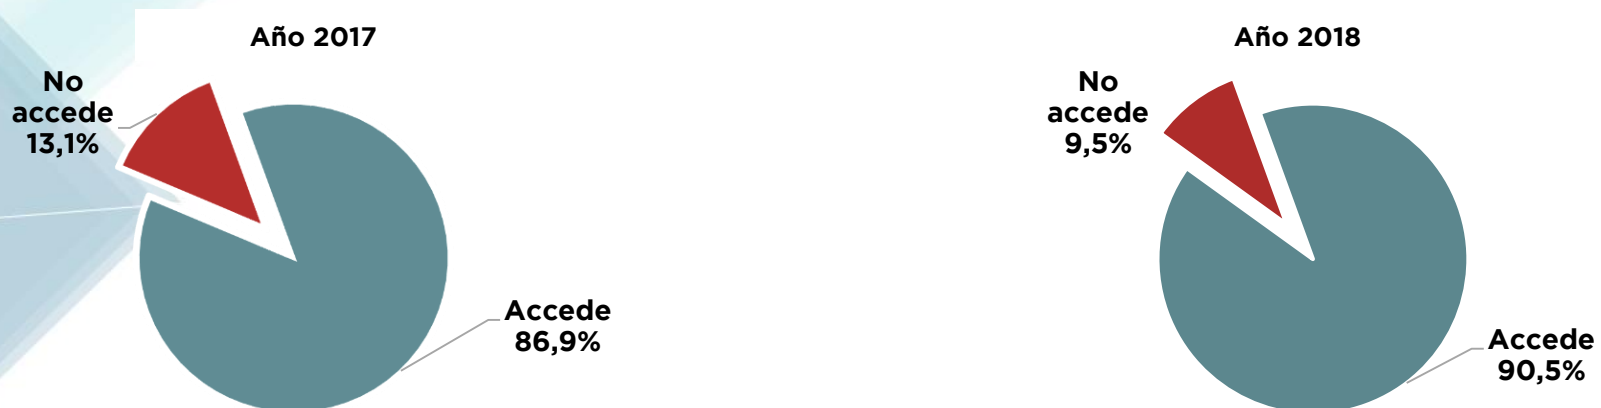 Año 2017
No
accede
13,1%
Accede
86,9%
Año 2018
No
accede
9,5%
Accede
90,5%